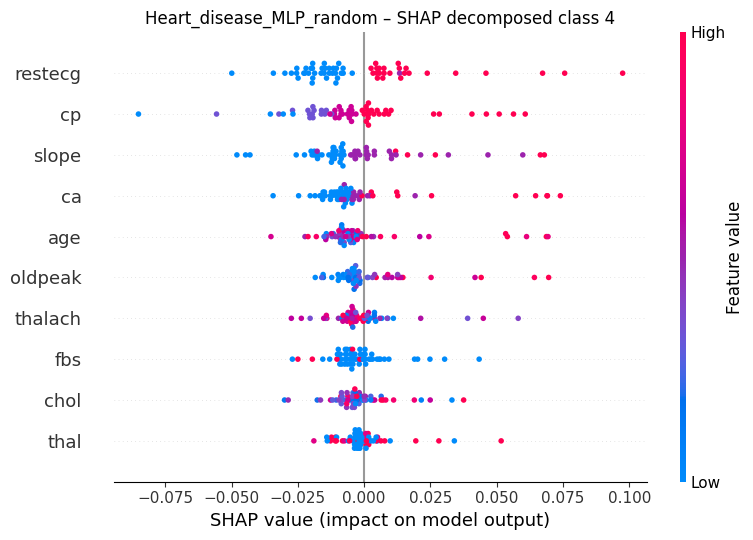 Heart_disease_MLP_random – SHAP decomposed class 4
High
restecg
cp
slope
ca
age
oldpeak
thalach
fbs
chol
thal
Feature value
Low
−0.075 −0.050 −0.025 0.000 0.025 0.050 0.075 0.100
SHAP value (impact on model output)